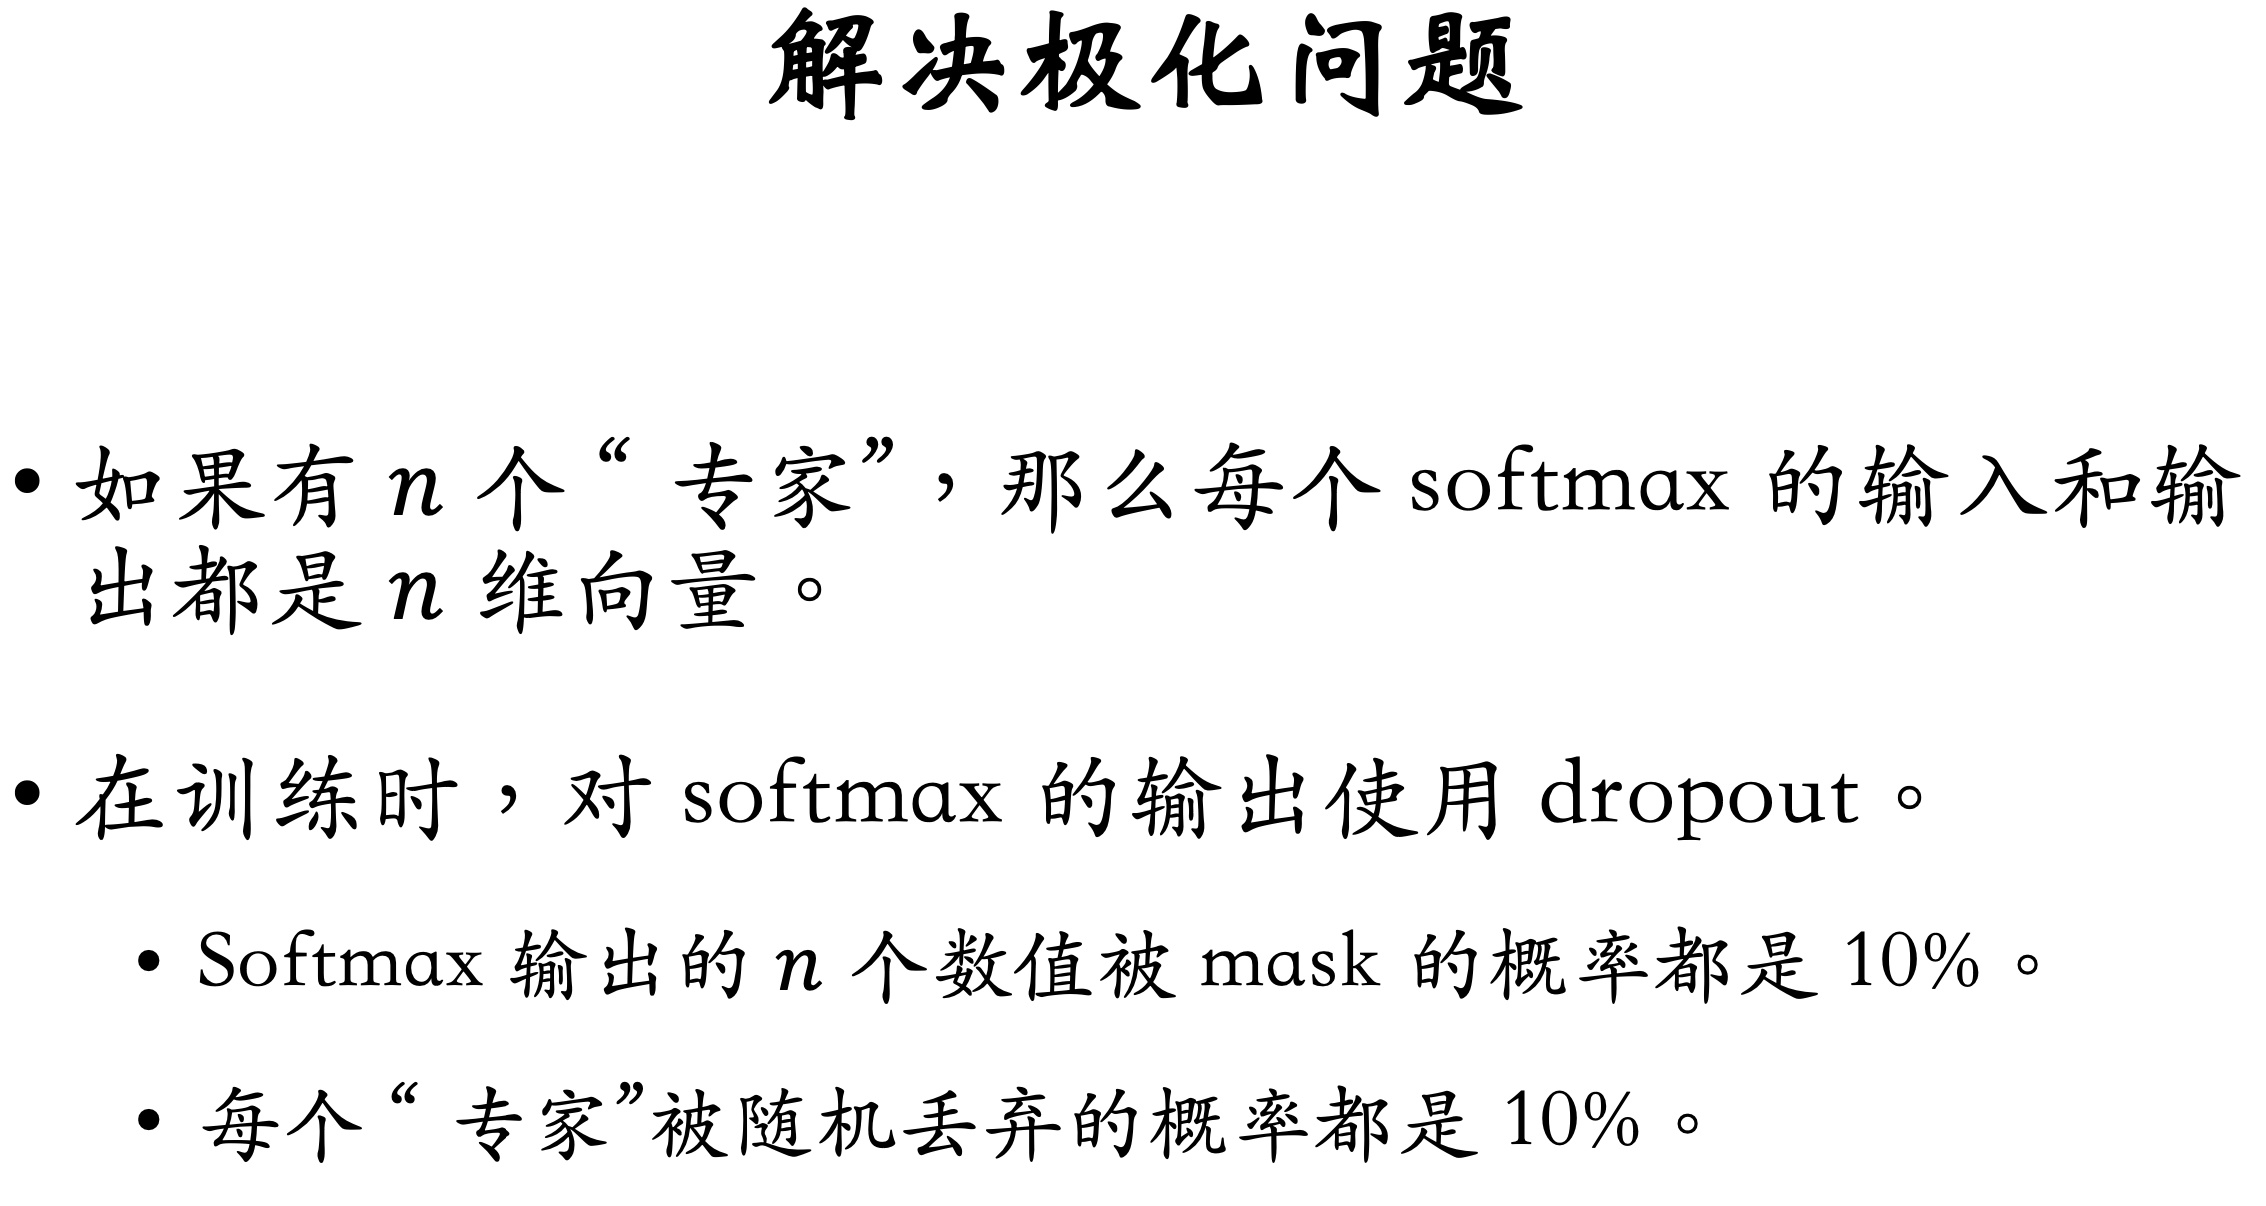 解决极化问题
• 如果有 n 个“ 专家”，那么每个 softmax 的输入和输
出都是 n 维向量。
• 在训练时，对 softmax 的输出使用 dropout。
• Softmax 输出的 n 个数值被 mask 的概率都是 10%。
• 每个“ 专家”被随机丢弃的概率都是 10%。